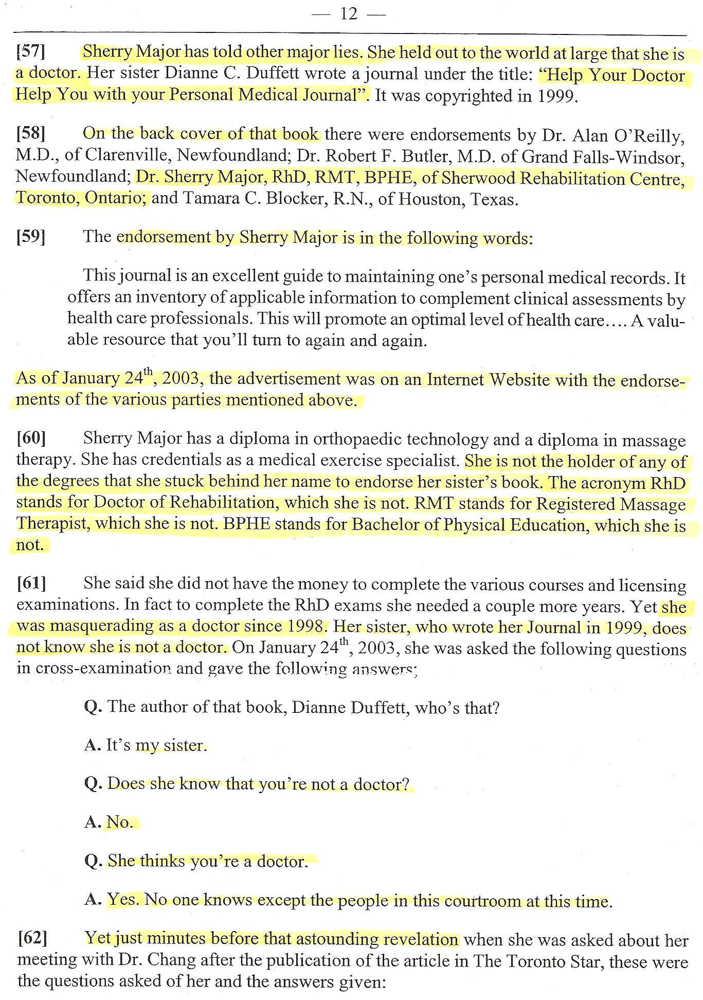 — 12 —
[57] Sherry Major has told other major lies. She held out to the world at large that she is
a doctor. Her sister Dianne C. Duffett wrote a journal under the title: “Help Your Doctor
Help You with your Personal Medical Journal”. It was copyrighted in 1999.
[58] On the back cover of that book there were endorsements by Dr. Alan O’Reilly,
M.D., of Clarenville, Newfoundland; Dr. Robert F. Butler, M.D. of Grand Falls-Windsor,
Newfoundland; Dr. Sherry Major, RhD, RMT, BPHE, of Sherwood Rehabilitation Centre,
Toronto, Ontario; and Tamara C. Blocker, R.N., of Houston, Texas.
[59] The endorsement by Sherry Major is in the following words:
This journal is an excellent guide to maintaining one’s personal medical records. It
offers an inventory of applicable information to complement clinical assessments by
health care professionals. This will promote an optimal level of health care.... A valu-
able resource that you’ll turn to again and again.
As of January 24th, 2003, the advertisement was on an Internet Website with the endorse-
ments of the various parties mentioned above.
[60] Sherry Major has a diploma in orthopaedic technology and a diploma in massage
therapy. She has credentials as a medical exercise specialist. She is not the holder of any of
the degrees that she stuck behind her name to endorse her sister’s book. The acronym RhD
stands for Doctor of Rehabilitation, which she is not. RMT stands for Registered Massage
Therapist, which she is not. BPHE stands for Bachelor of Physical Education, which she is
not.
[61] She said she did not have the money to complete the various courses and licensing
examinations. In fact to complete the RhD exams she needed a couple more years. Yet she
was masquerading as a doctor since 1998. Her sister, who wrote her Journal in 1999, does
not know she is not a doctor. On January 24th, 2003, she was asked the following questions
in cross-examination and gave the following answers;
Q. The author of that book, Dianne Duffett, who’s that?
A. It’s my sister.
Q. Does she know that you’re not a doctor?
A. No.
Q. She thinks you’re a doctor.
A. Yes. No one knows except the people in this courtroom at this time.
[62] Yet just minutes before that astounding revelation when she was asked about her
meeting with Dr. Chang after the publication of the article in The Toronto Star, these were
the questions asked of her and the answers given: